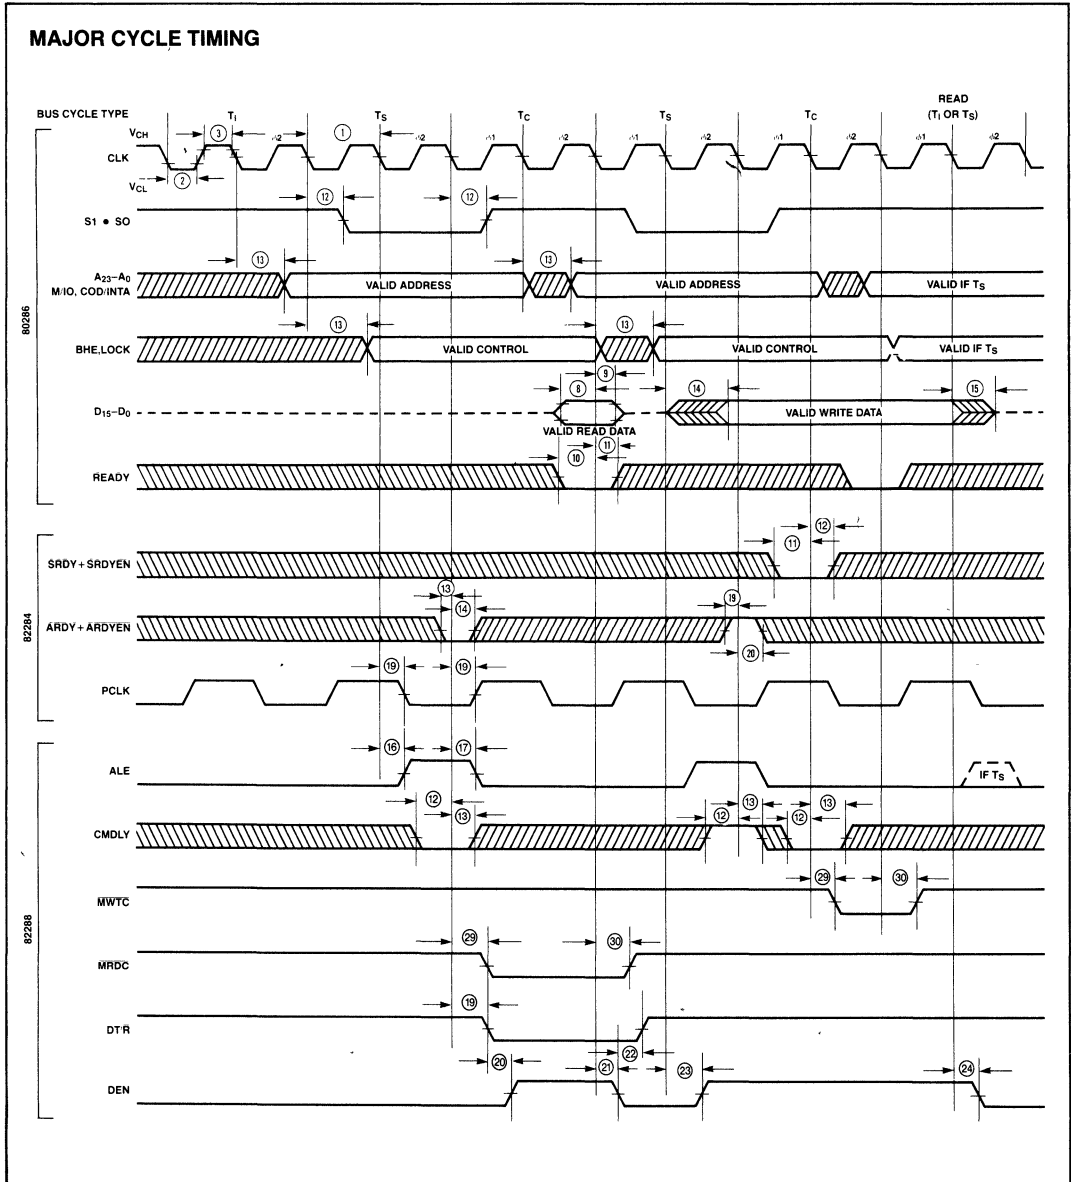 MAJOR CYCLE TIMING
READ
BUS CYCLE TYPE TI TS TC TS TC (TI OR TS)
VCH 3 1
φ2 φ1 φ2 φ1 φ2 φ1 φ2 φ1 φ2 φ1 φ2
CLK
VCL 2
12 12
S1 • SO
13 13
A23–A0
M/IO, COD/INTA
VALID ADDRESS VALID ADDRESS VALID IF TS
13 13
BHE,LOCK VALID CONTROL VALID CONTROL VALID IF TS
9
8 14 15
D15–D0 VALID WRITE DATA
VALID READ DATA
10 11
READY
80286
12
11
SRDY + SRDYEN
13
14 19
ARDY + ARDYEN
20
19 19
PCLK
82284
16 17
ALE IF TS
12 13 13 13
12 12
CMDLY
29 30
MWTC
29 30
MRDC
19
DT R
20 21 22 23 24
DEN
82288